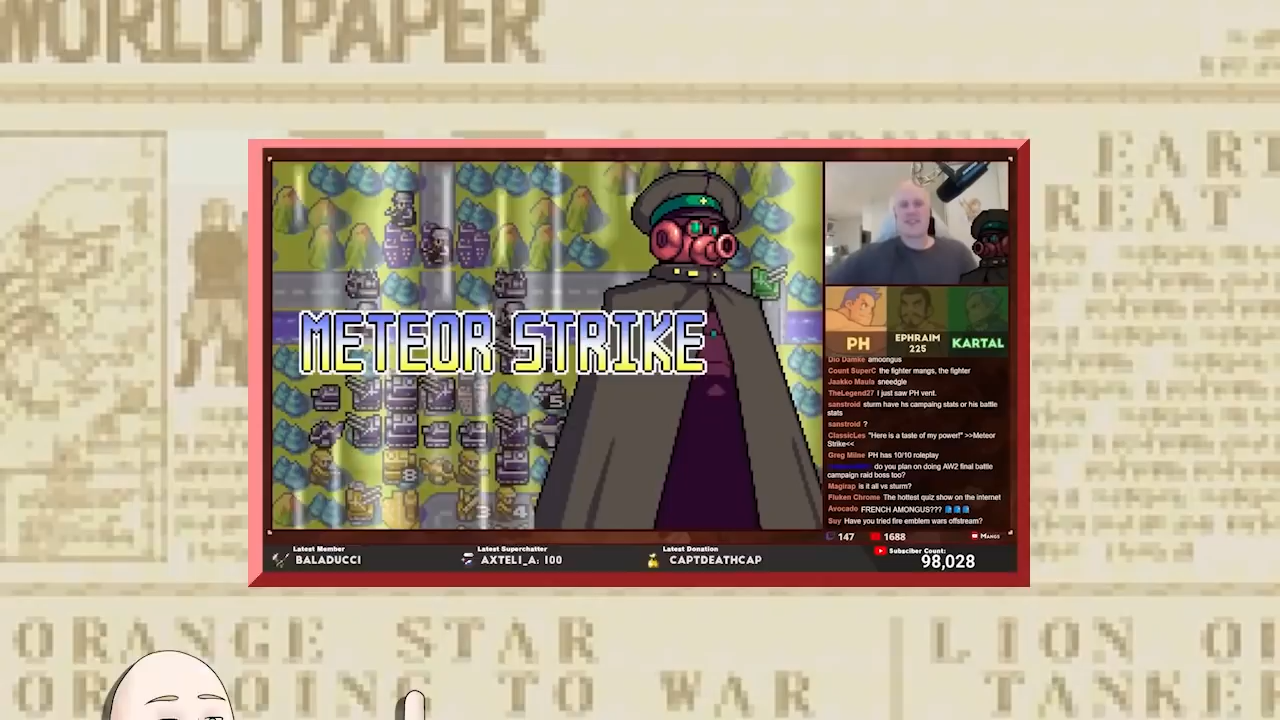 WORLD PAPER
EART
REAT
METEOR STRIKE
PH
EPHRAIM
225
KARTAL
Dio Damke amoongus
Count SuperC the fighter mangs, the fighter
Jaakko Maula sneedgle
TheLegend27 I just saw PH vent.
sanstroid sturm have hs campaing stats or his battle
stats
sanstroid ?
ClassicLes "Here is a taste of my power!" >>Meteor
Strike<<
Greg Milne PH has 10/10 roleplay
do you plan on doing AW2 final battle
campaign raid boss too?
Magirap is it all vs sturm?
Fluken Chrome The hottest quiz show on the internet
Avocado FRENCH AMONGUS???
Suy Have you tried fire emblem wars offstream?
147 1688 MANGS
Latest Member
BALADUCCI
Latest Superchatter
AXTELI_A: 100
Latest Donation
CAPTDEATHCAP
Subsciber Count:
98,028
ORANGE STAR
GOING TO WAR
LION OF
TANKE